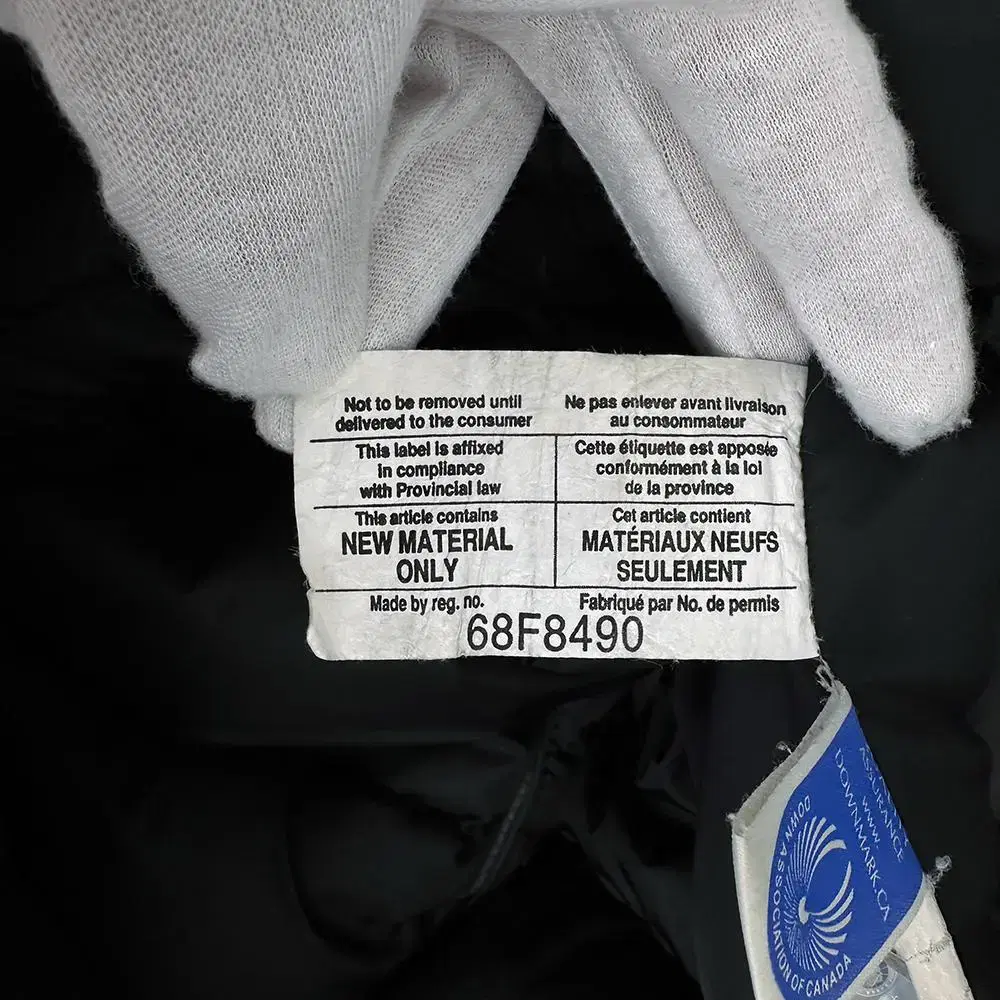 Not to be removed until
delivered to the consumer
Ne pas enlever avant livraison
au consommateur
This label is affixed
in compliance
with Provincial law
Cette étiquette est apposée
conformément à la loi
de la province
This article contains
NEW MATERIAL
ONLY
Cet article contient
MATÉRIAUX NEUFS
SEULEMENT
Made by reg. no.
Fabriqué par No. de permis
68F8490
ASSURANCE
WWW.
DOWNMARK.CA
DOWN ASSOCIATION OF CANADA